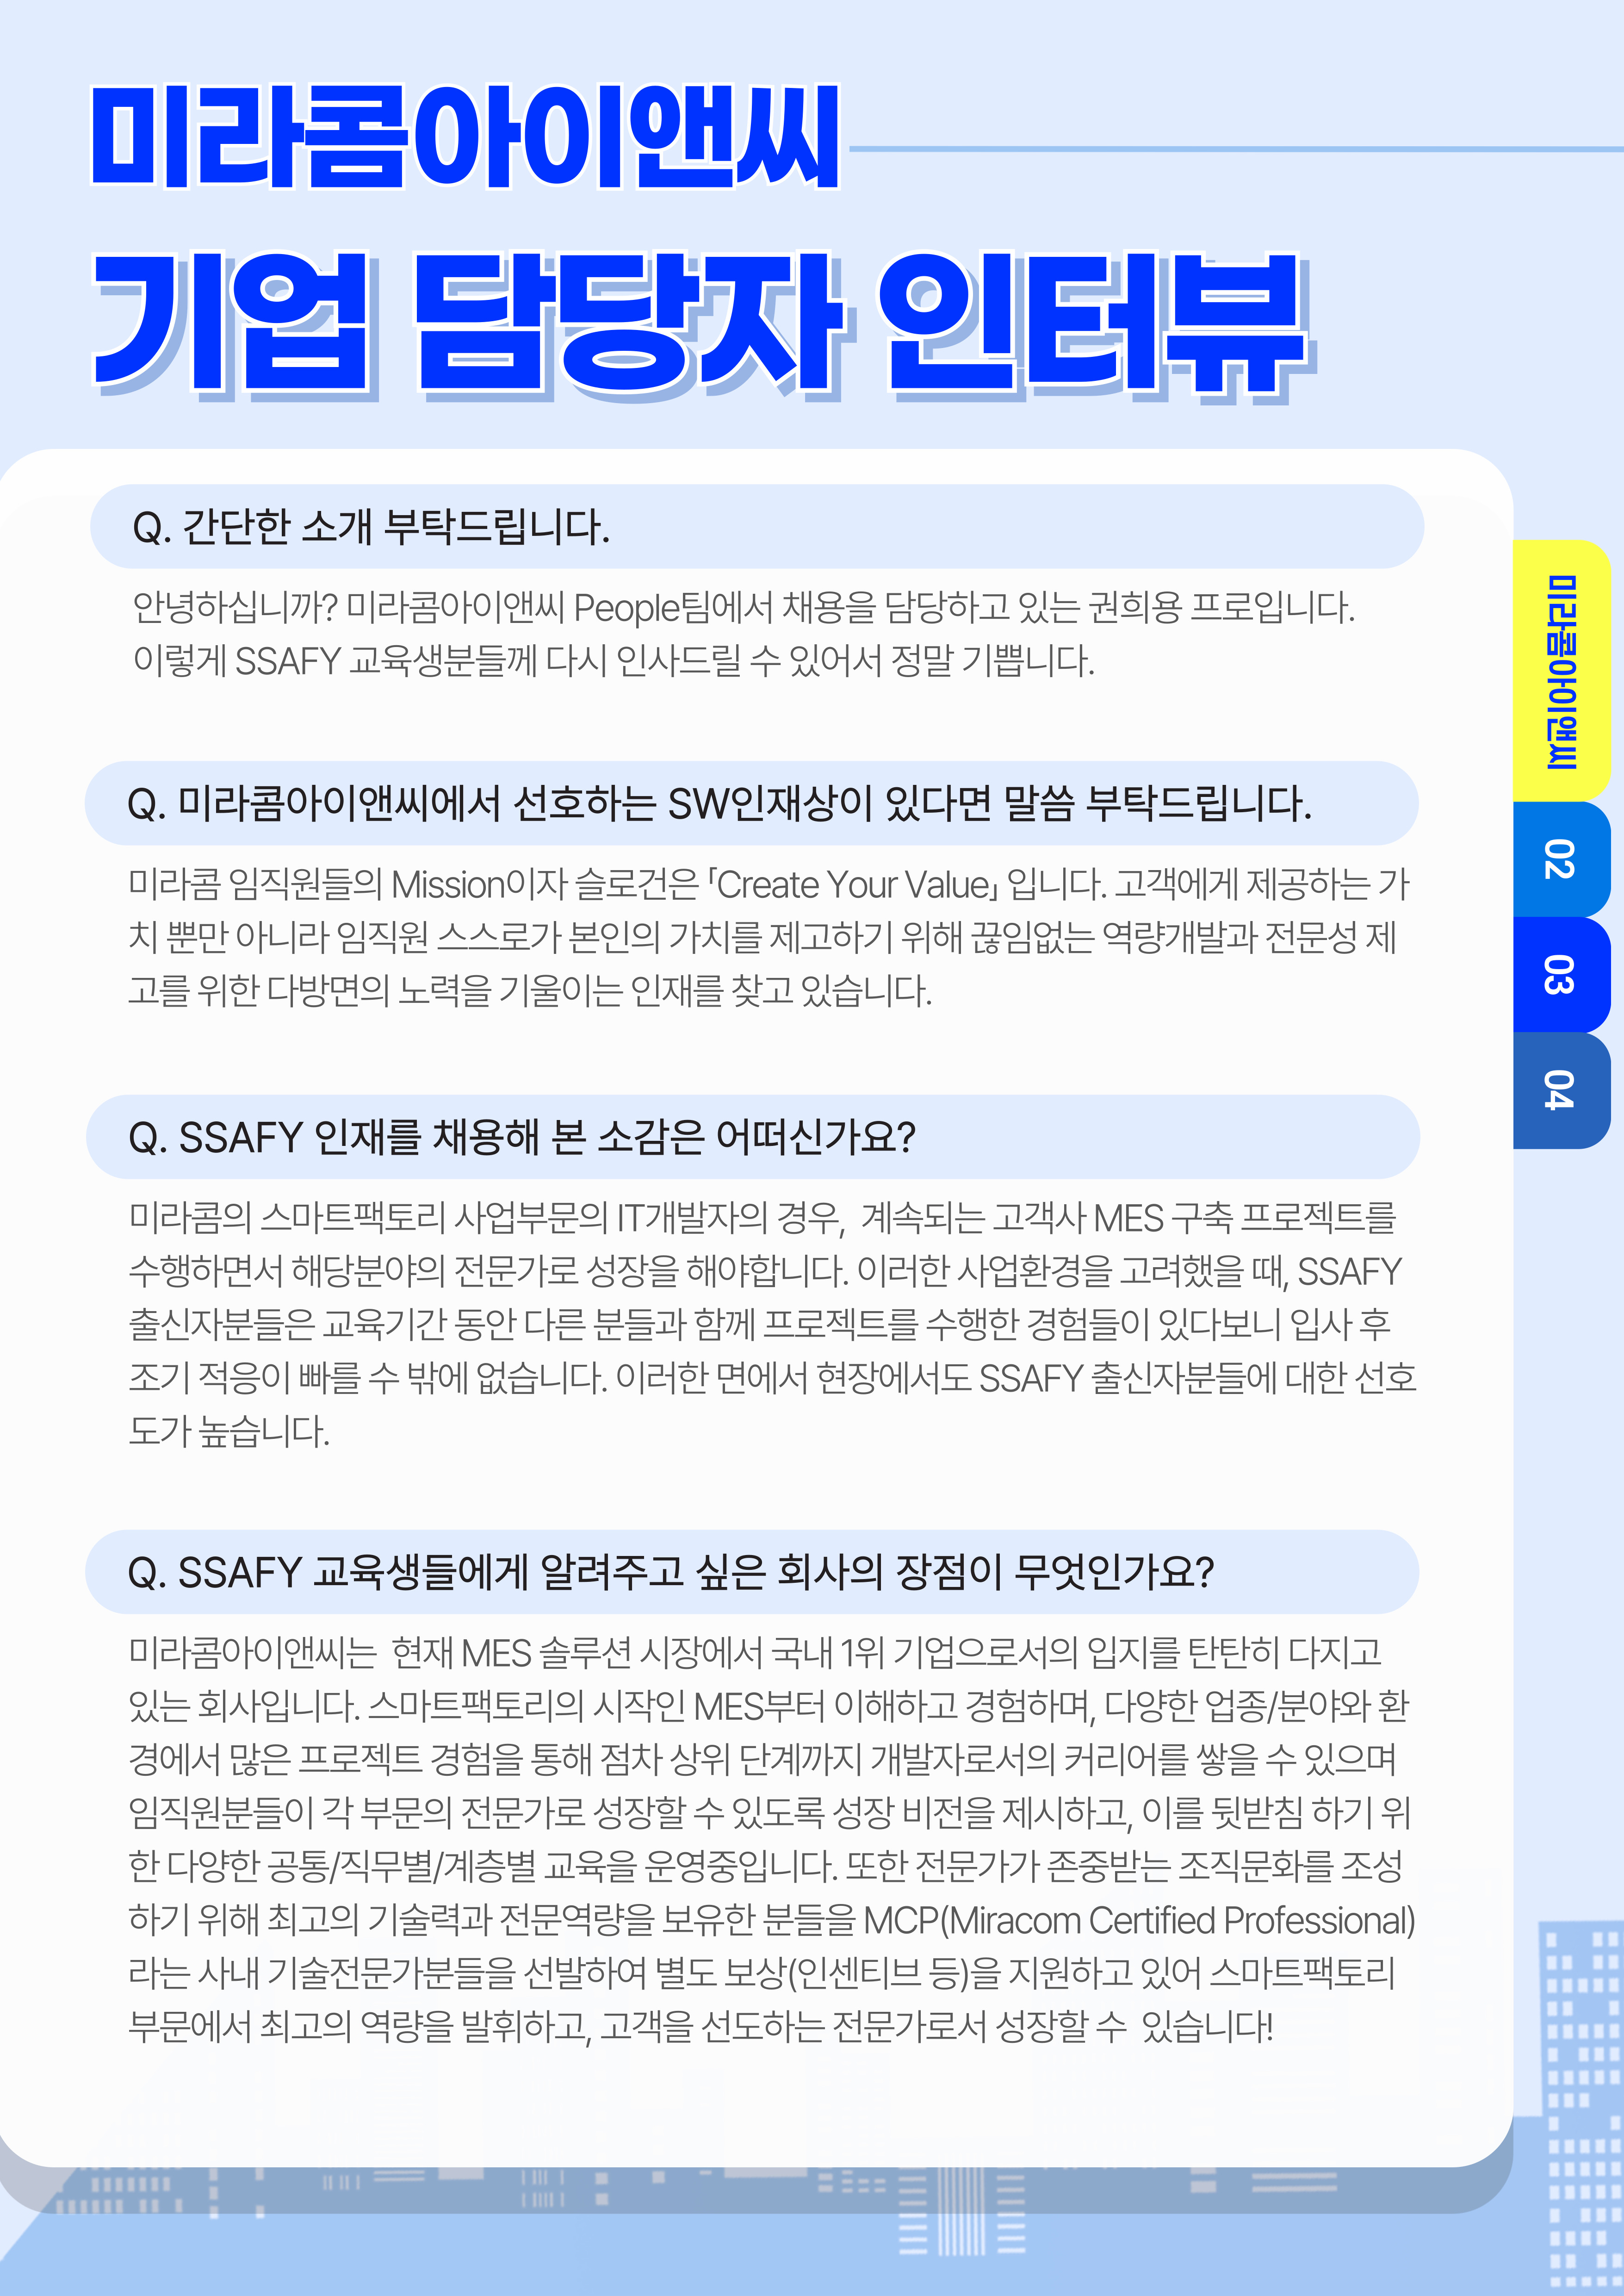 미라콤아이앤씨
기업 담당자 인터뷰
Q. 간단한 소개 부탁드립니다.
안녕하십니까? 미라콤아이앤씨 People팀에서 채용을 담당하고 있는 권희용 프로입니다.
이렇게 SSAFY 교육생분들께 다시 인사드릴 수 있어서 정말 기쁩니다.
Q. 미라콤아이앤씨에서 선호하는 SW인재상이 있다면 말씀 부탁드립니다.
미라콤 임직원들의 Mission이자 슬로건은 「Create Your Value」 입니다. 고객에게 제공하는 가
치 뿐만 아니라 임직원 스스로가 본인의 가치를 제고하기 위해 끊임없는 역량개발과 전문성 제
고를 위한 다방면의 노력을 기울이는 인재를 찾고 있습니다.
Q. SSAFY 인재를 채용해 본 소감은 어떠신가요?
미라콤의 스마트팩토리 사업부문의 IT개발자의 경우,  계속되는 고객사 MES 구축 프로젝트를
수행하면서 해당분야의 전문가로 성장을 해야합니다. 이러한 사업환경을 고려했을 때, SSAFY
출신자분들은 교육기간 동안 다른 분들과 함께 프로젝트를 수행한 경험들이 있다보니 입사 후
조기 적응이 빠를 수 밖에 없습니다. 이러한 면에서 현장에서도 SSAFY 출신자분들에 대한 선호
도가 높습니다.
Q. SSAFY 교육생들에게 알려주고 싶은 회사의 장점이 무엇인가요?
미라콤아이앤씨는  현재 MES 솔루션 시장에서 국내 1위 기업으로서의 입지를 탄탄히 다지고
있는 회사입니다. 스마트팩토리의 시작인 MES부터 이해하고 경험하며, 다양한 업종/분야와 환
경에서 많은 프로젝트 경험을 통해 점차 상위 단계까지 개발자로서의 커리어를 쌓을 수 있으며
임직원분들이 각 부문의 전문가로 성장할 수 있도록 성장 비전을 제시하고, 이를 뒷받침 하기 위
한 다양한 공통/직무별/계층별 교육을 운영중입니다. 또한 전문가가 존중받는 조직문화를 조성
하기 위해 최고의 기술력과 전문역량을 보유한 분들을 MCP(Miracom Certified Professional)
라는 사내 기술전문가분들을 선발하여 별도 보상(인센티브 등)을 지원하고 있어 스마트팩토리
부문에서 최고의 역량을 발휘하고, 고객을 선도하는 전문가로서 성장할 수  있습니다!
미라콤아이앤씨
02
03
04